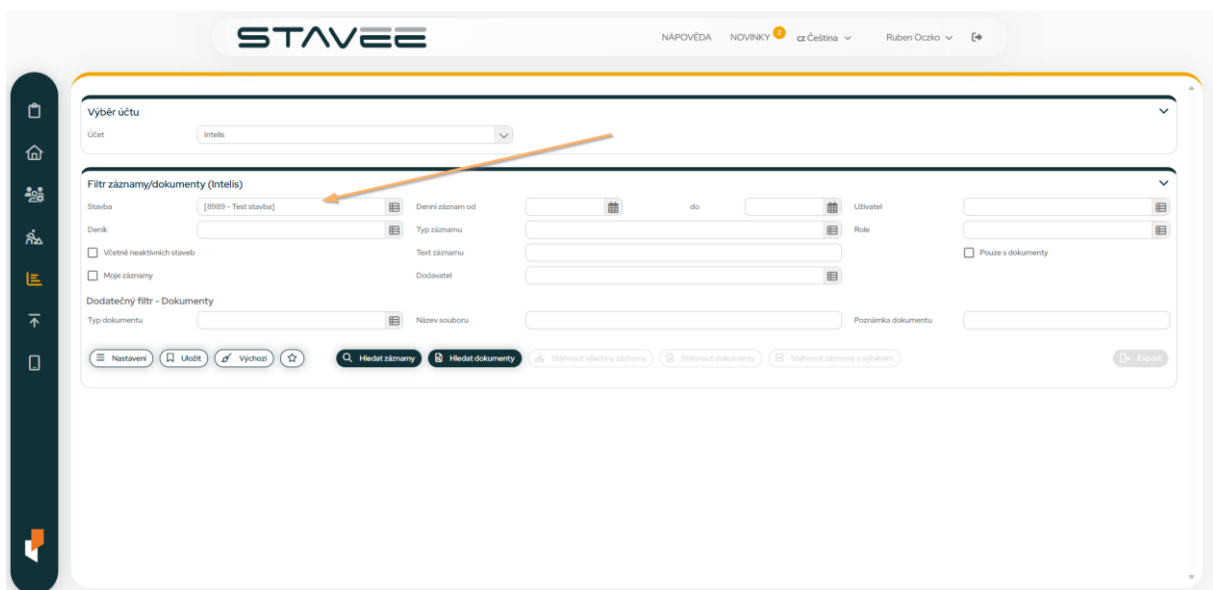 STAVEE NÁPOVĚDA NOVINKY 2 cz Čeština Ruben Oczko
Výběr účtu
Účet Intelis
Filtr záznamy/dokumenty (Intelis)
Stavba [8989 - Test stavba] Denní záznam od do Uživatel
Deník Typ záznamu Role
Včetně neaktivních staveb Text záznamu Pouze s dokumenty
Moje záznamy Dodavatel
Dodatečný filtr - Dokumenty
Typ dokumentu Název souboru Poznámka dokumentu
Nastavení Uložit Výchozí Hledat záznamy Hledat dokumenty Stáhnout všechny záznamy Stáhnout dokumenty Stáhnout záznamy s výběrem Export